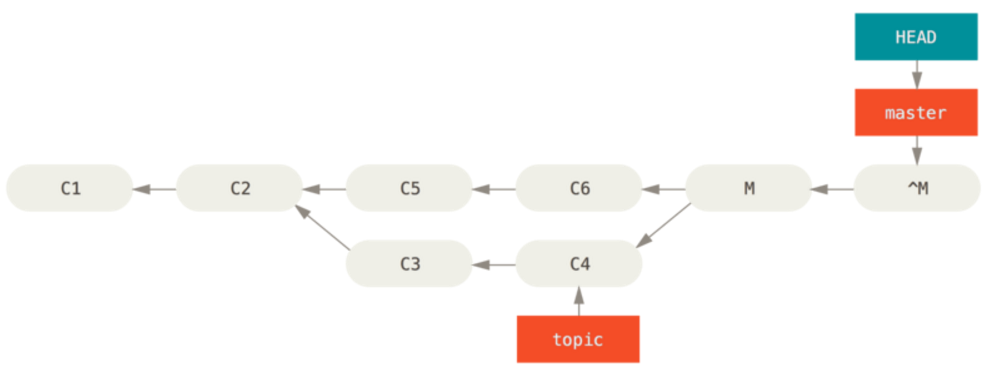 HEAD
master
C1 C2 C5 C6 M ^M
C3 C4
topic